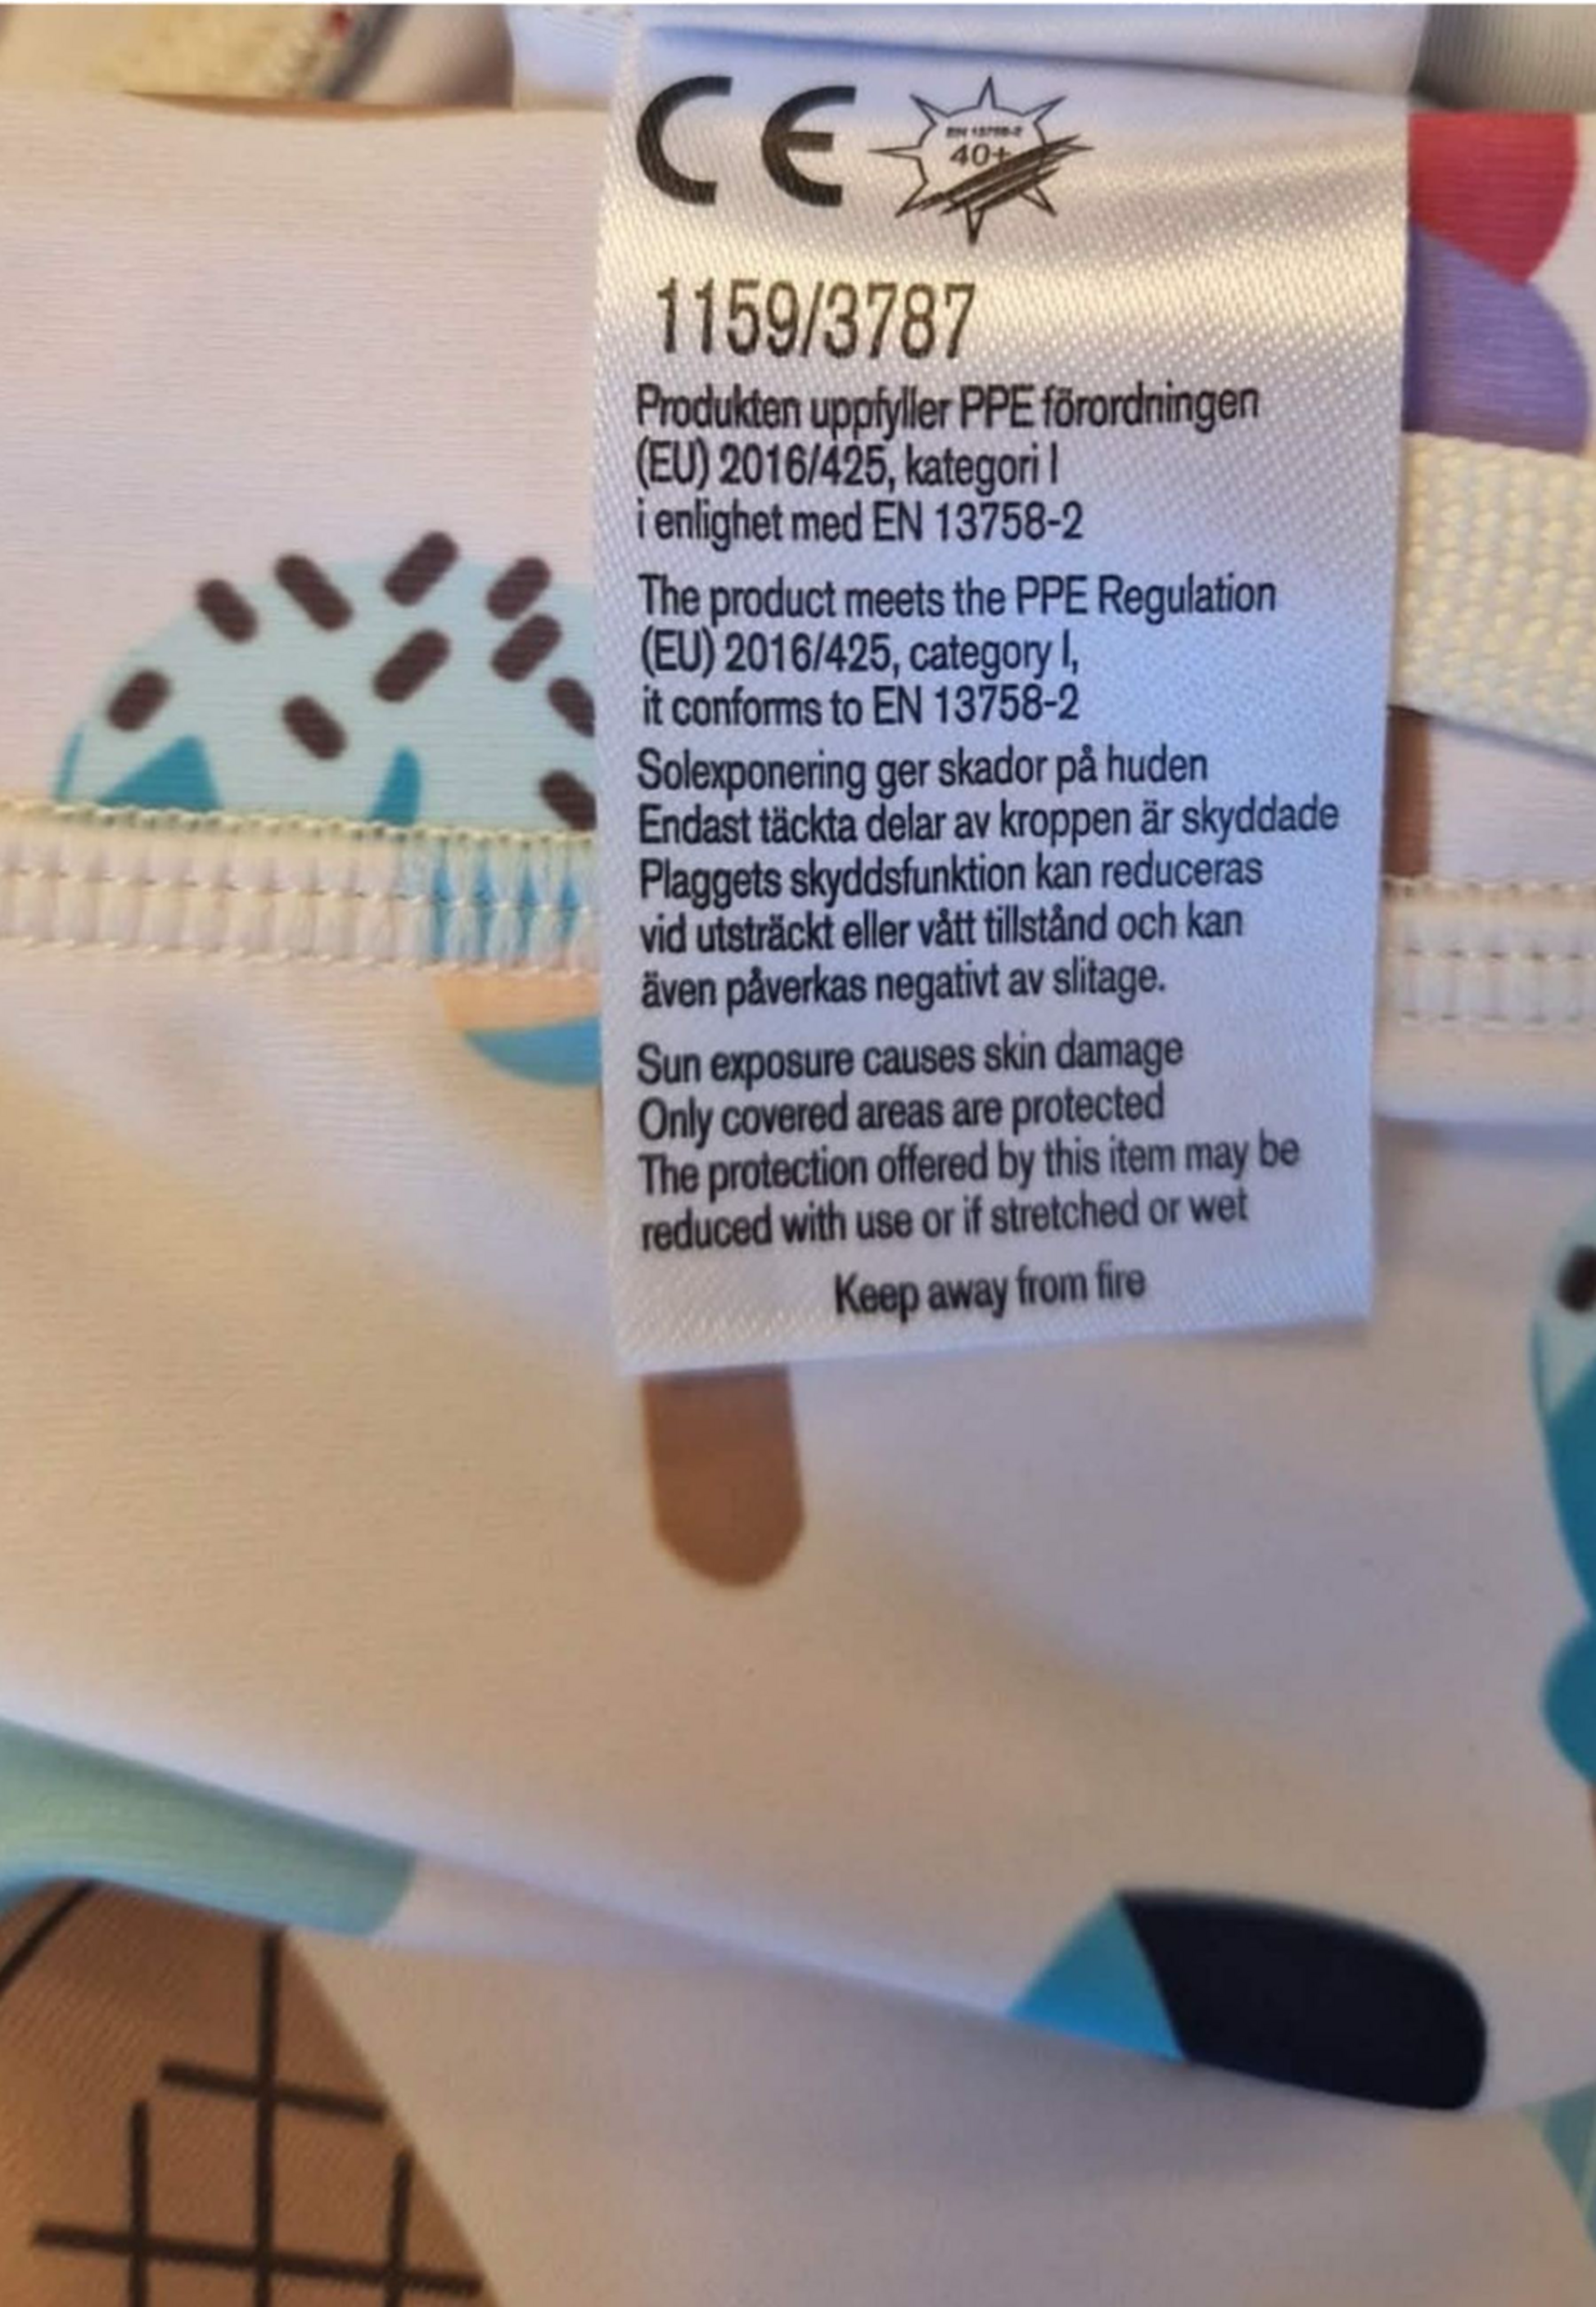 CE
EN 13758-2
40+
1159/3787
Produkten uppfyller PPE förordningen
(EU) 2016/425, kategori I
i enlighet med EN 13758-2
The product meets the PPE Regulation
(EU) 2016/425, category I,
it conforms to EN 13758-2
Solexponering ger skador på huden
Endast täckta delar av kroppen är skyddade
Plaggets skyddsfunktion kan reduceras
vid utsträckt eller vått tillstånd och kan
även påverkas negativt av slitage.
Sun exposure causes skin damage
Only covered areas are protected
The protection offered by this item may be
reduced with use or if stretched or wet
Keep away from fire